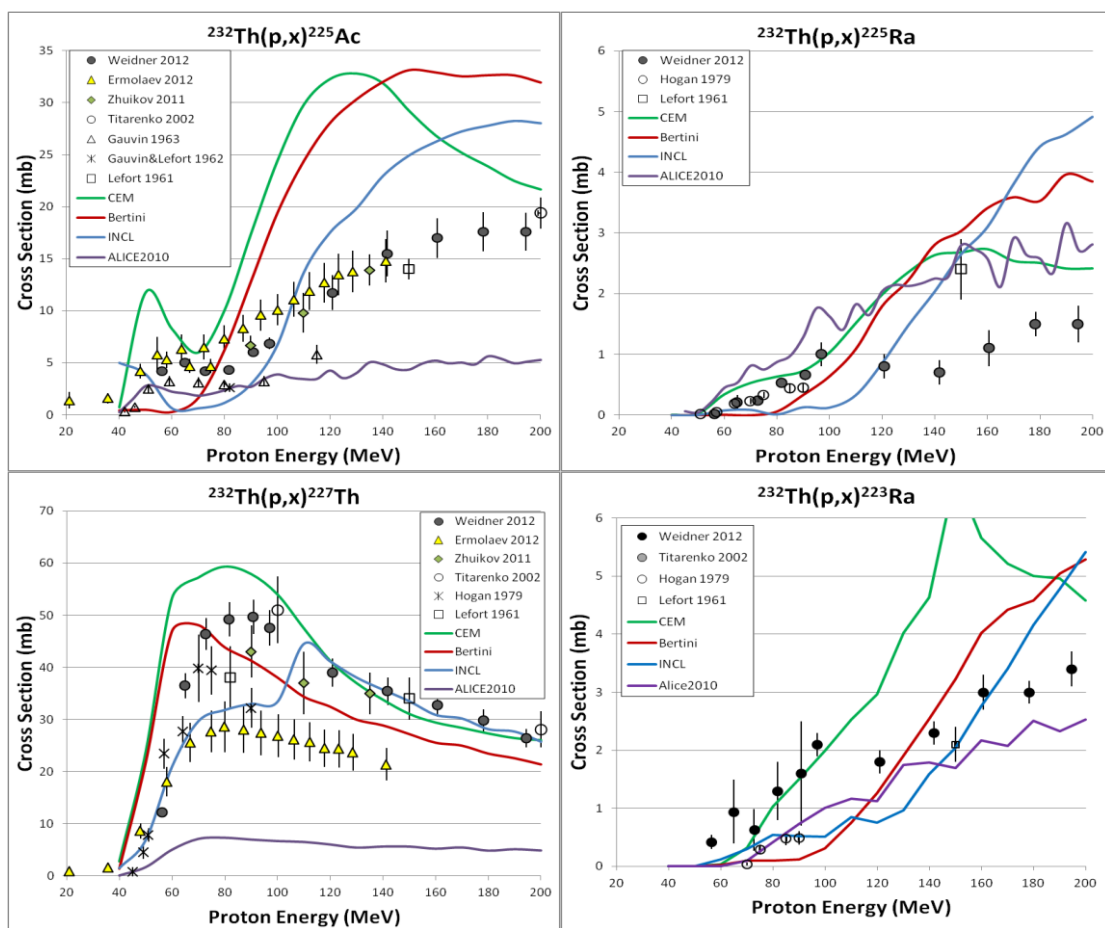 ²³²Th(p,x)²²⁵Ac
Cross Section (mb)
35
30
25
20
15
10
5
0
Weidner 2012
Ermolaev 2012
Zhuikov 2011
Titarenko 2002
Gauvin 1963
Gauvin&Lefort 1962
Lefort 1961
CEM
Bertini
INCL
ALICE2010
20 40 60 80 100 120 140 160 180 200
Proton Energy (MeV)
²³²Th(p,x)²²⁵Ra
Cross Section (mb)
6
5
4
3
2
1
0
Weidner 2012
Hogan 1979
Lefort 1961
CEM
Bertini
INCL
ALICE2010
20 40 60 80 100 120 140 160 180 200
Proton Energy (MeV)
²³²Th(p,x)²²⁷Th
Cross Section (mb)
70
60
50
40
30
20
10
0
Weidner 2012
Ermolaev 2012
Zhuikov 2011
Titarenko 2002
Hogan 1979
Lefort 1961
CEM
Bertini
INCL
ALICE2010
20 40 60 80 100 120 140 160 180 200
Proton Energy (MeV)
²³²Th(p,x)²²³Ra
Cross Section (mb)
6
5
4
3
2
1
0
Weidner 2012
Titarenko 2002
Hogan 1979
Lefort 1961
CEM
Bertini
INCL
Alice2010
20 40 60 80 100 120 140 160 180 200
Proton Energy (MeV)